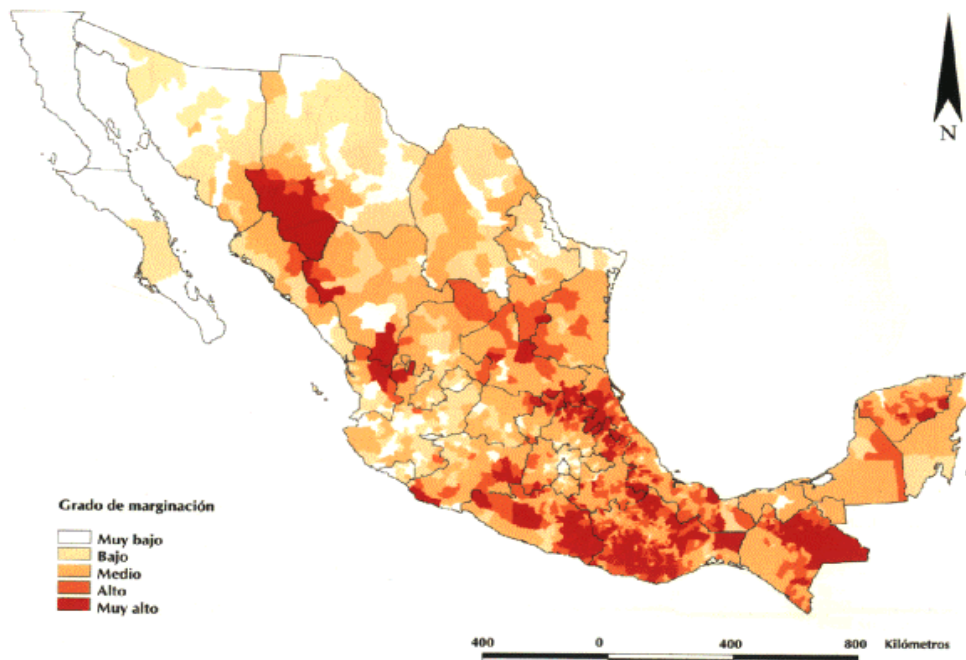 N
Grado de marginación
Muy bajo
Bajo
Medio
Alto
Muy alto
400 0 400 800 Kilómetros